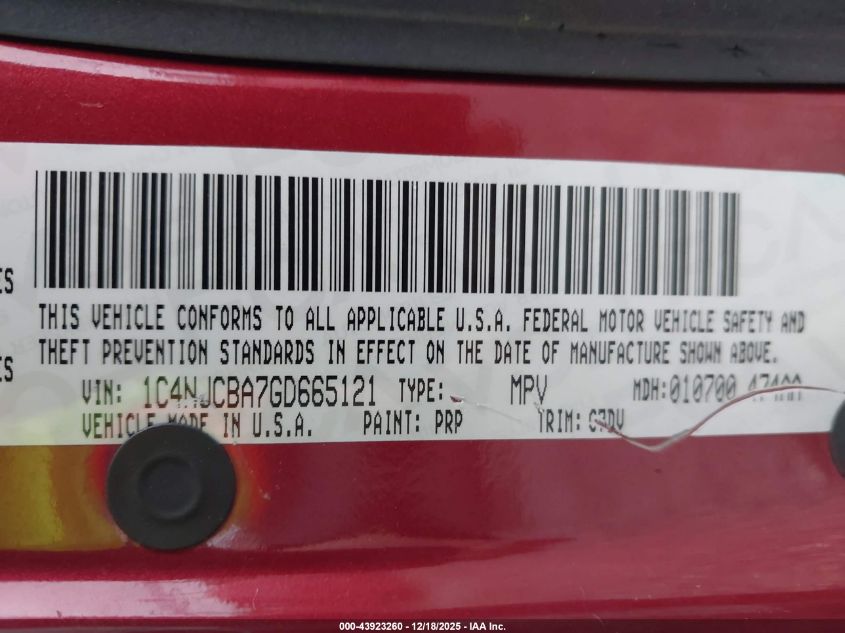 ES
THIS VEHICLE CONFORMS TO ALL APPLICABLE U.S.A. FEDERAL MOTOR VEHICLE SAFETY AND
THEFT PREVENTION STANDARDS IN EFFECT ON THE DATE OF MANUFACTURE SHOWN ABOVE.
ES
VIN: 1C4NJCBA7GD665121 TYPE: MPV MDH:010700
VEHICLE MADE IN U.S.A. PAINT: PRP TRIM:
000-43923260 - 12/18/2025 - IAA Inc.